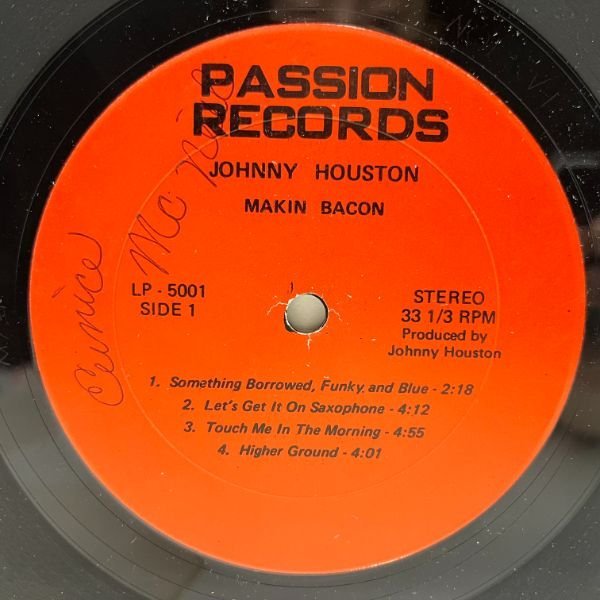 PASSION
RECORDS
JOHNNY HOUSTON
MAKIN BACON
Eunice Mc
LP - 5001
SIDE 1
STEREO
33 1/3 RPM
Produced by
Johnny Houston
1. Something Borrowed, Funky and Blue - 2:18
2. Let's Get It On Saxophone - 4:12
3. Touch Me In The Morning - 4:55
4. Higher Ground - 4:01